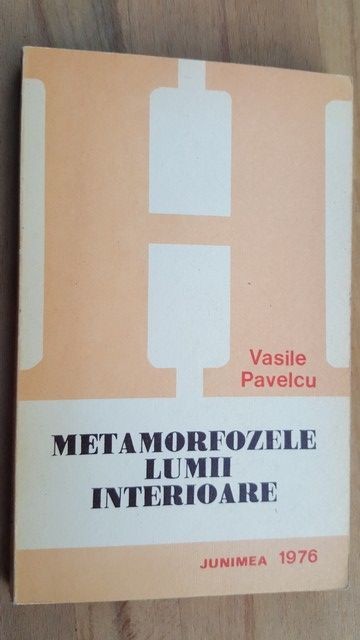 Vasile
Pavelcu
METAMORFOZELE
LUMII
INTERIOARE
JUNIMEA 1976